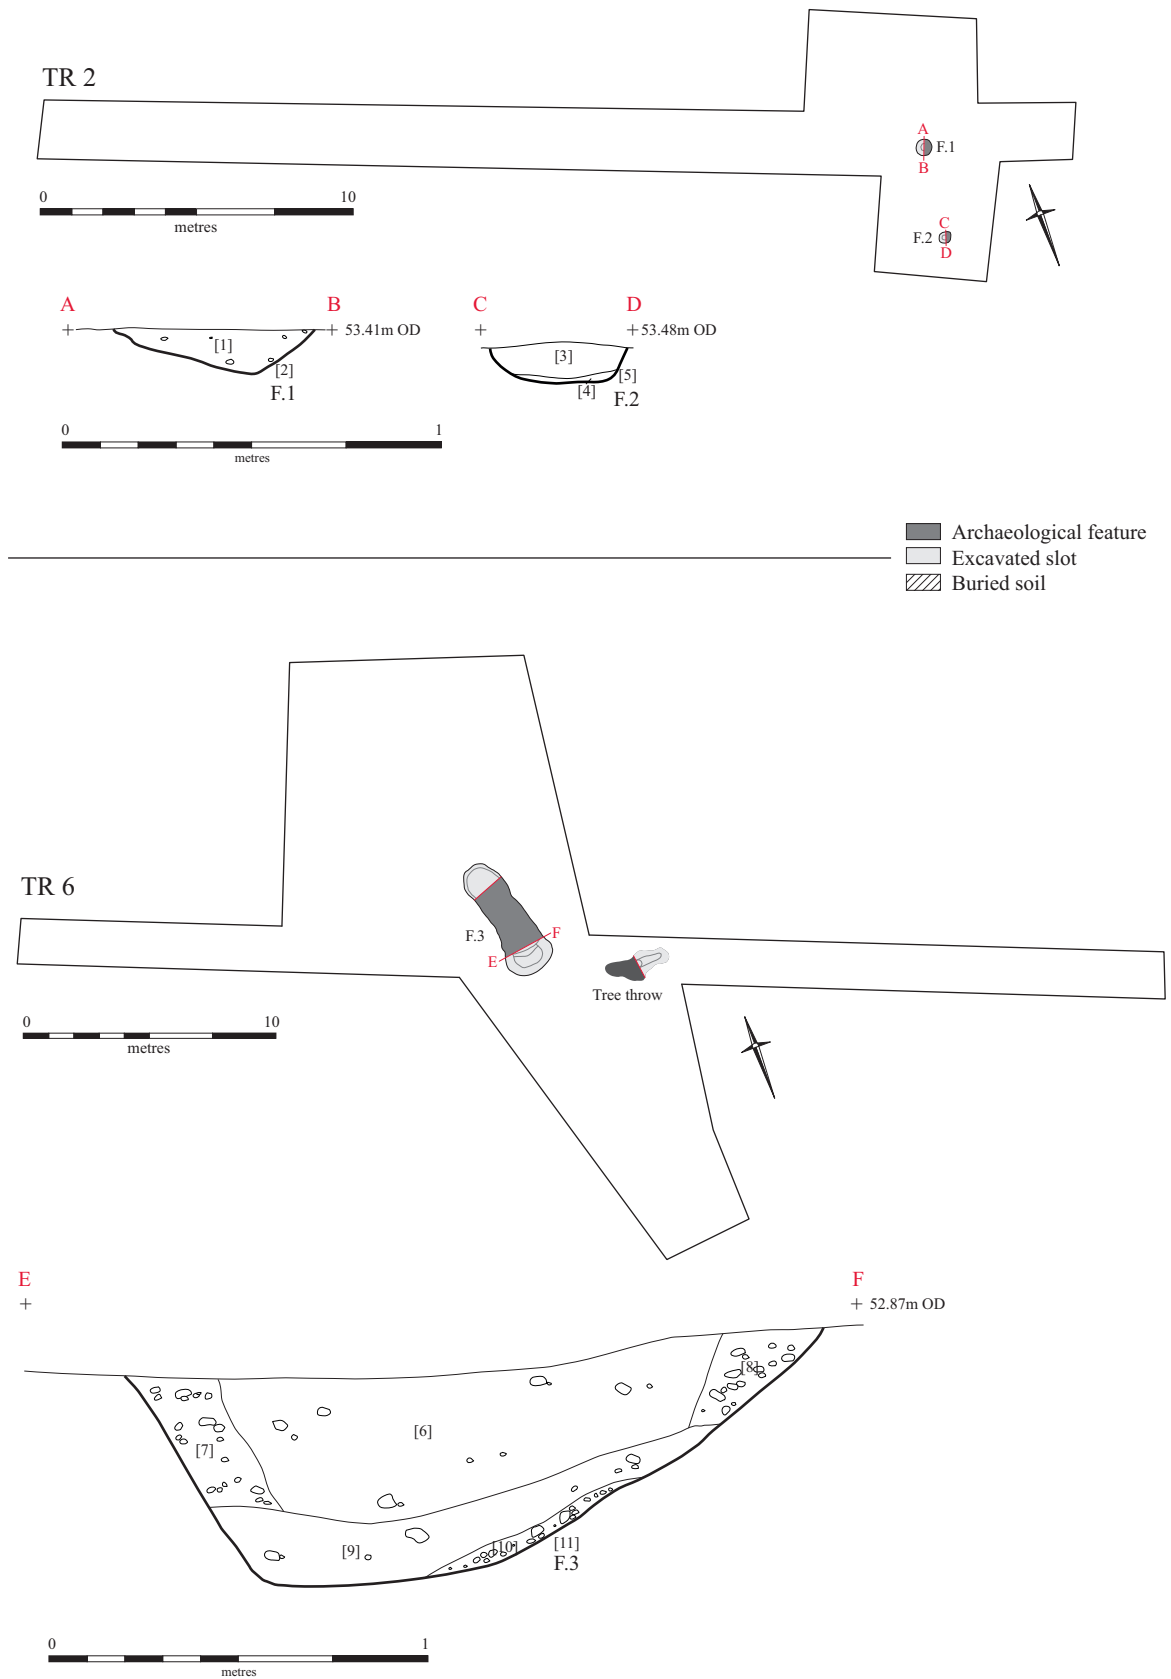 TR 2
A
F.1
B
0 10
metres
C
F.2
D
A B C D
53.41m OD 53.48m OD
[1] [3]
[2] [4] [5]
F.1 F.2
0 1
metres
Archaeological feature
Excavated slot
Buried soil
TR 6
F.3 F
E
Tree throw
0 10
metres
E F
52.87m OD
[8]
[6]
[7]
[9] [10] [11]
F.3
0 1
metres